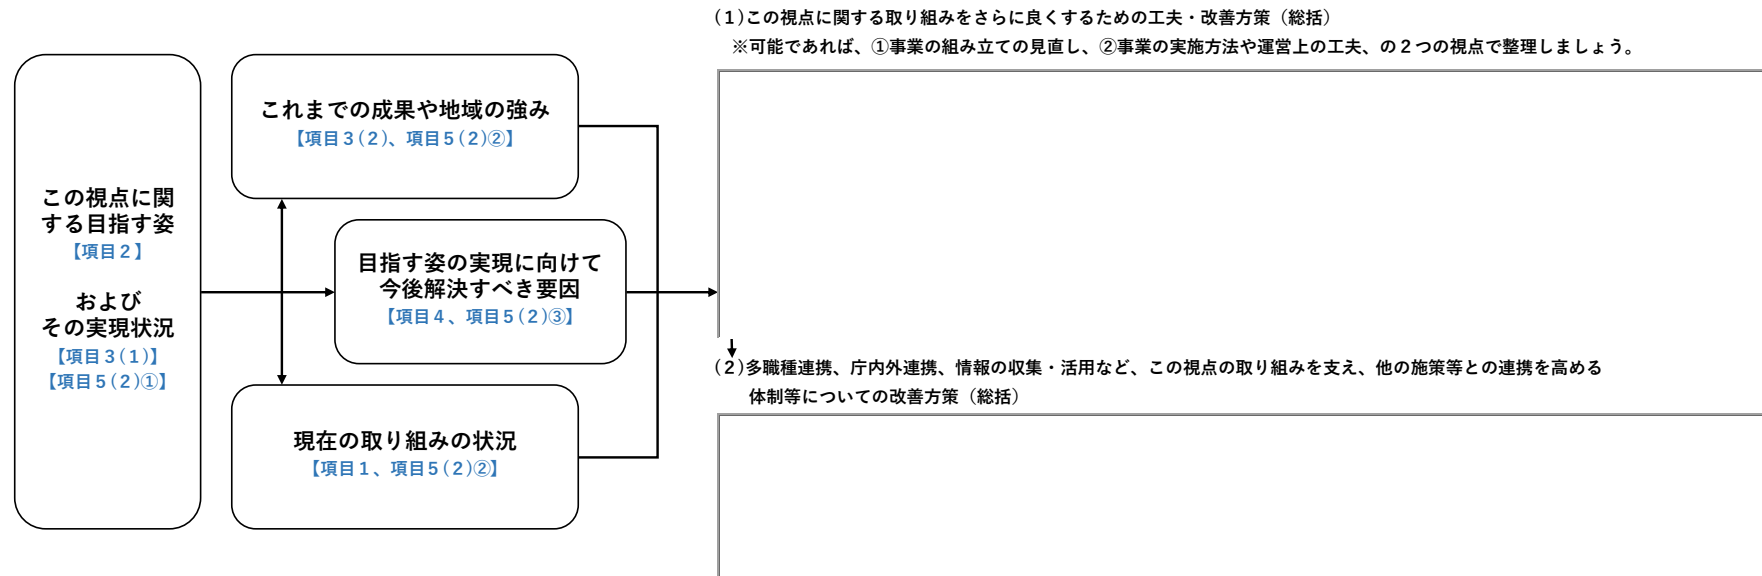 この視点に関
する目指す姿
【項目２】
および
その実現状況
【項目３(１)】
【項目５(２)①】
これまでの成果や地域の強み
【項目３(２)、項目５(２)②】
目指す姿の実現に向けて
今後解決すべき要因
【項目４、項目５(２)③】
現在の取り組みの状況
【項目１、項目５(２)②】
(１)この視点に関する取り組みをさらに良くするための工夫・改善方策（総括）
※可能であれば、①事業の組み立ての見直し、②事業の実施方法や運営上の工夫、の２つの視点で整理しましょう。
(２)多職種連携、庁内外連携、情報の収集・活用など、この視点の取り組みを支え、他の施策等との連携を高める
体制等についての改善方策（総括）